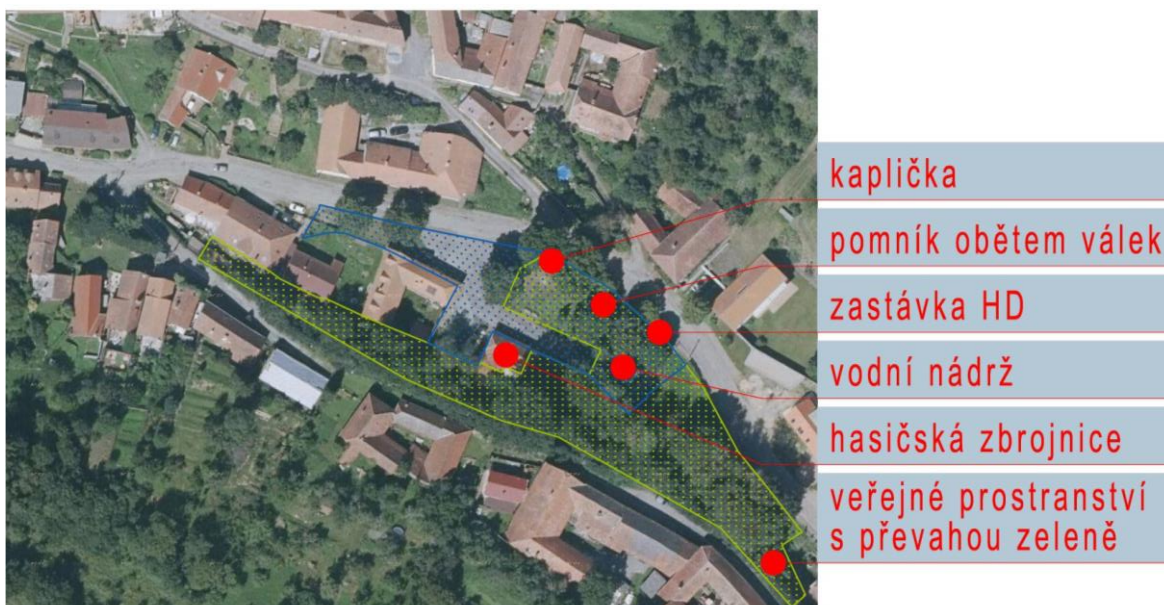 kaplička
pomník obětem válek
zastávka HD
vodní nádrž
hasičská zbrojnice
veřejné prostranství
s převahou zeleně